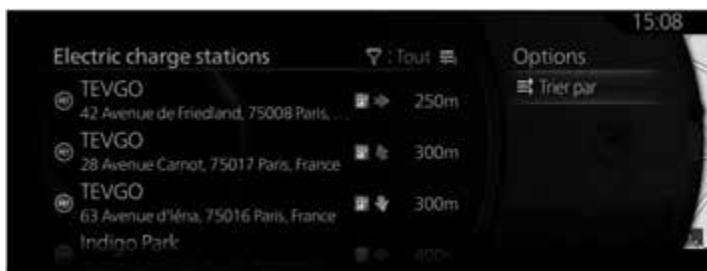 15:08
Electric charge stations
: Tout
Options
Trier par
TEVGO
42 Avenue de Friedland, 75008 Paris, ...
250m
TEVGO
28 Avenue Carnot, 75017 Paris, France
300m
TEVGO
63 Avenue d'Iéna, 75016 Paris, France
300m
Indigo Park
400m